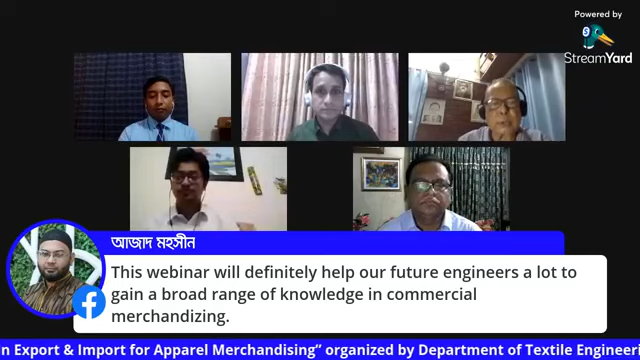 Powered by
StreamYard
আজাদ মহসীন
This webinar will definitely help our future engineers a lot to
gain a broad range of knowledge in commercial
merchandizing.
n Export & Import for Apparel Merchandising” organized by Department of Textile Engineeri